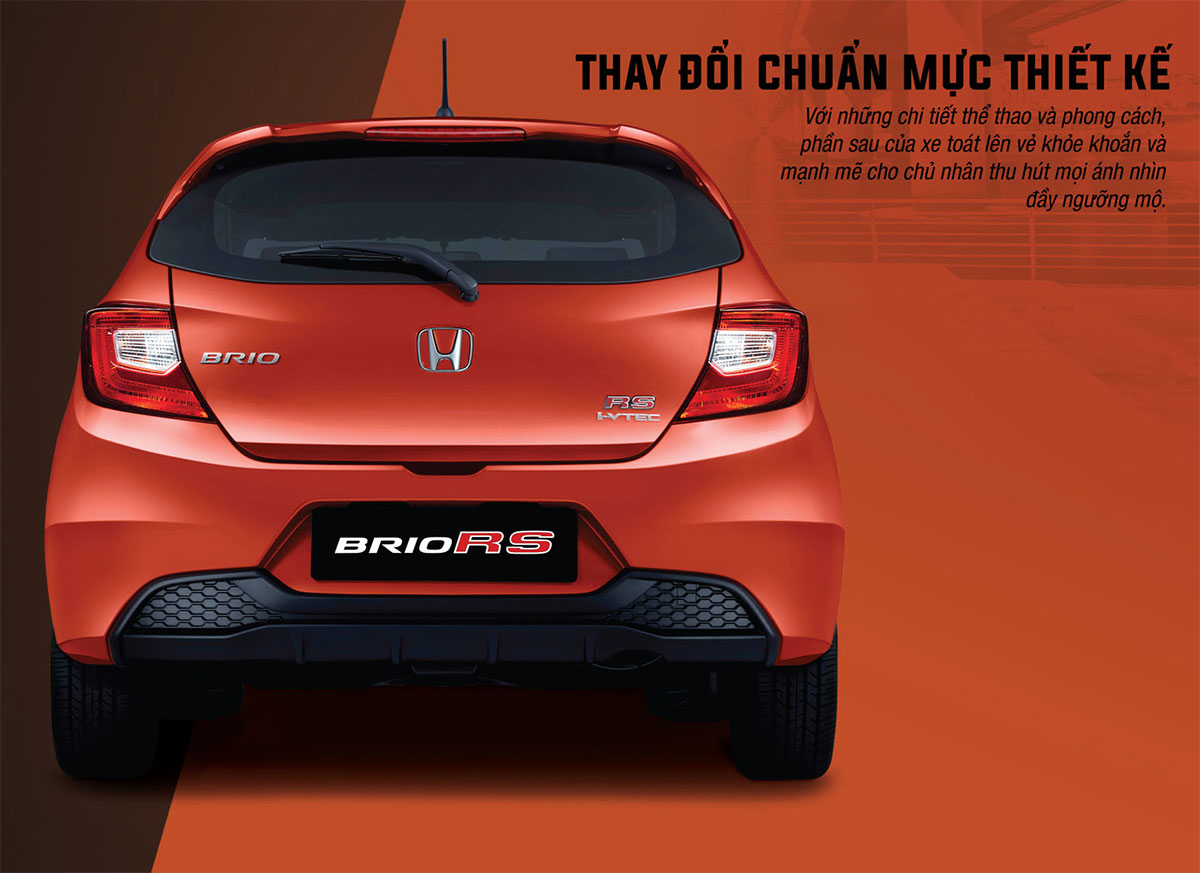 THAY ĐỔI CHUẨN MỰC THIẾT KẾ
Với những chi tiết thể thao và phong cách,
phần sau của xe toát lên vẻ khỏe khoắn và
mạnh mẽ cho chủ nhân thu hút mọi ánh nhìn
đầy ngưỡng mộ.
BRIO
RS
i-VTEC
BRIO RS